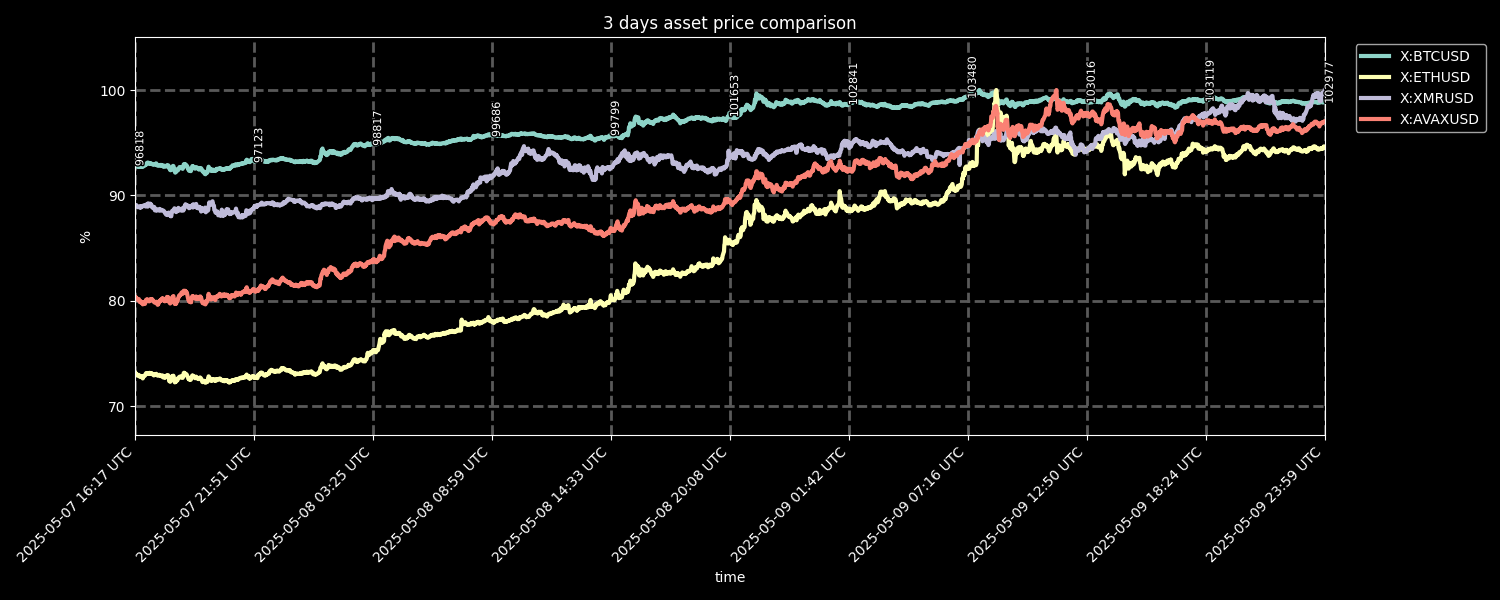 3 days asset price comparison
X:BTCUSD
X:ETHUSD
X:XMRUSD
X:AVAXUSD
100
90
80
70
%
96818
97123
98817
99686
99799
101653
102841
103480
103016
103119
102977
2025-05-07 16:17 UTC
2025-05-07 21:51 UTC
2025-05-08 03:25 UTC
2025-05-08 08:59 UTC
2025-05-08 14:33 UTC
2025-05-08 20:08 UTC
2025-05-09 01:42 UTC
2025-05-09 07:16 UTC
2025-05-09 12:50 UTC
2025-05-09 18:24 UTC
2025-05-09 23:59 UTC
time